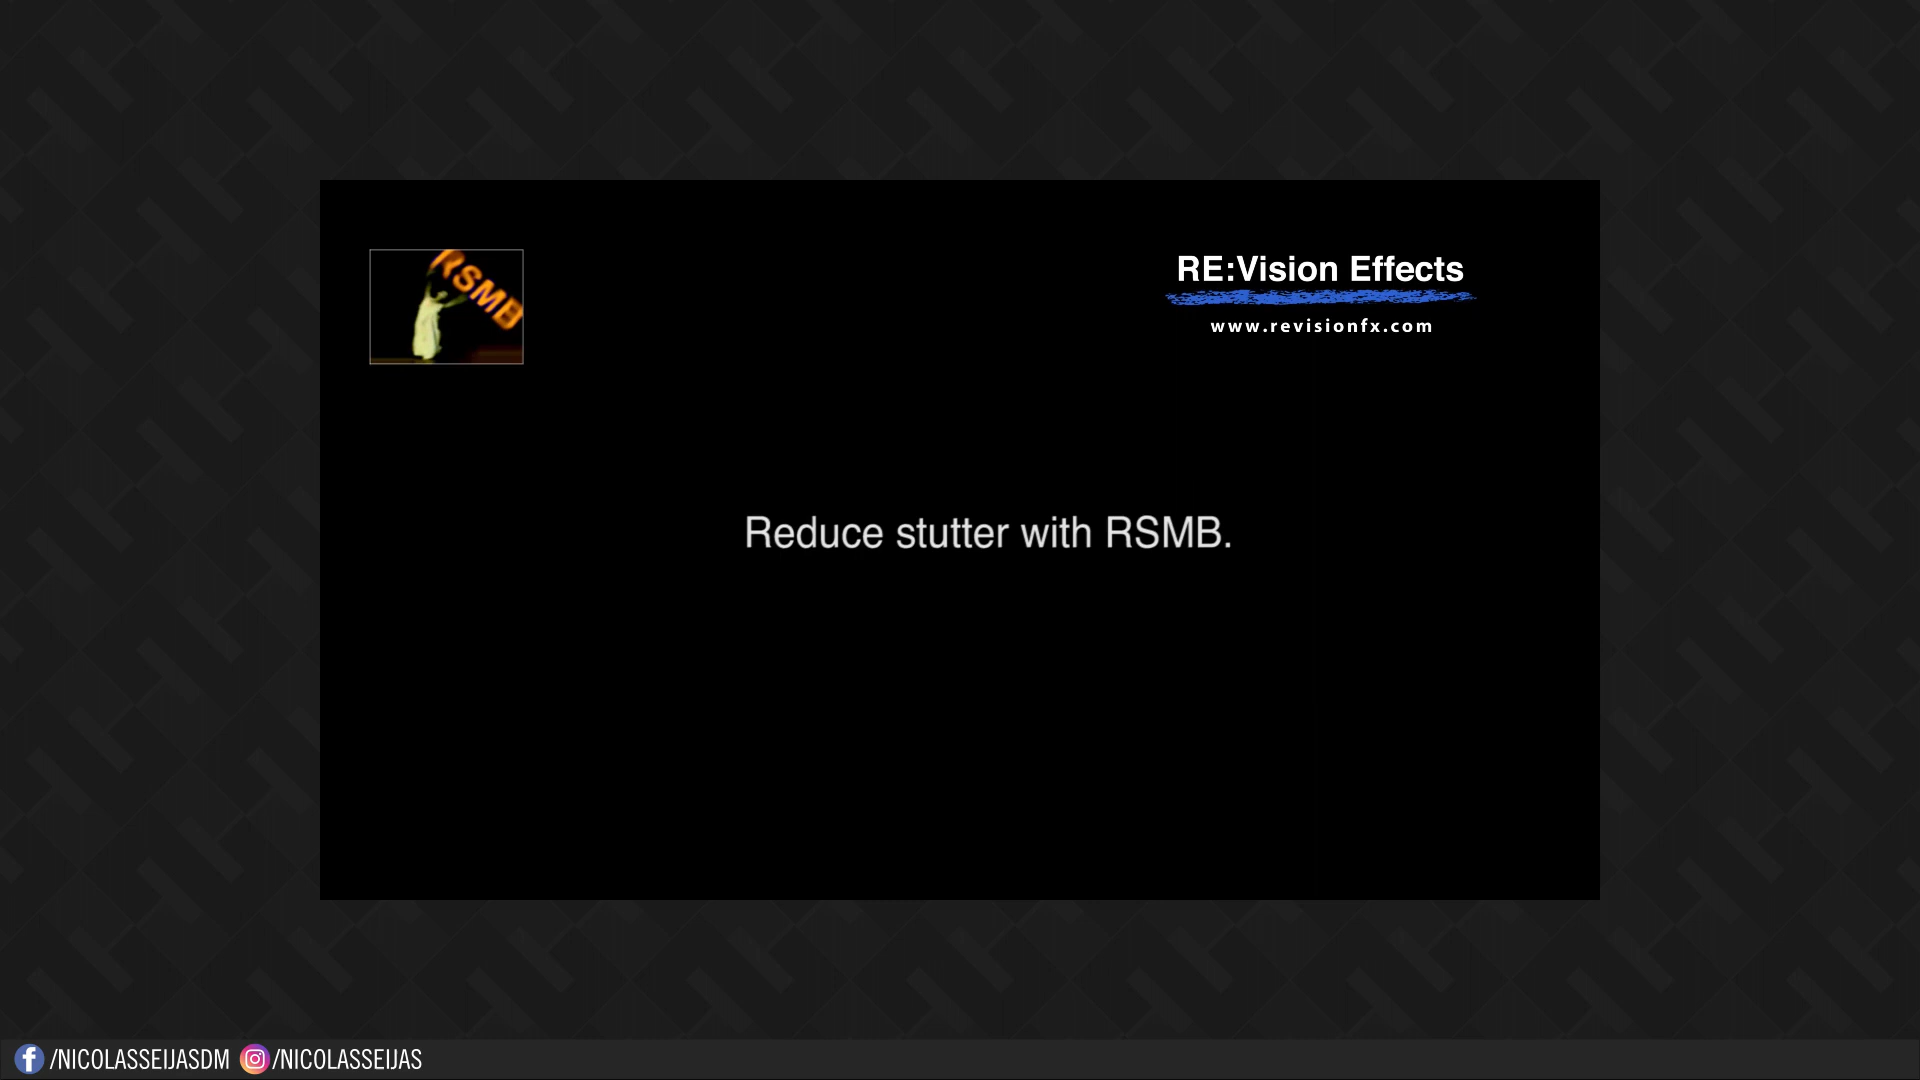 RSMB
RE:Vision Effects
www.revisionfx.com
Reduce stutter with RSMB.
/NICOLASSEIJASDM /NICOLASSEIJAS